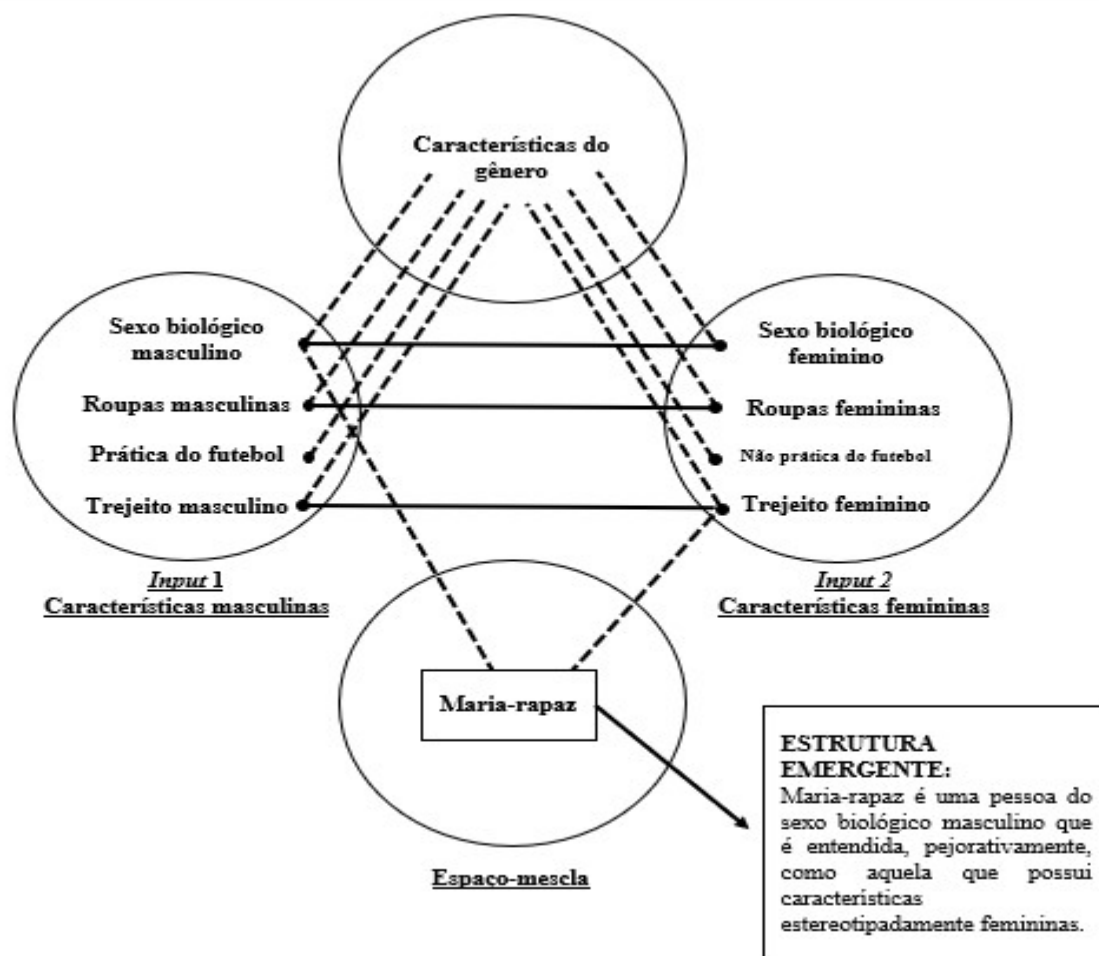 Características do
gênero
Sexo biológico
masculino
Roupas masculinas
Prática do futebol
Trejeito masculino
Input 1
Características masculinas
Sexo biológico
feminino
Roupas femininas
Não prática do futebol
Trejeito feminino
Input 2
Características femininas
Maria-rapaz
Espaço-mescla
ESTRUTURA
EMERGENTE:
Maria-rapaz é uma pessoa do
sexo biológico masculino que
é entendida, pejorativamente,
como aquela que possui
características
estereotipadamente femininas.